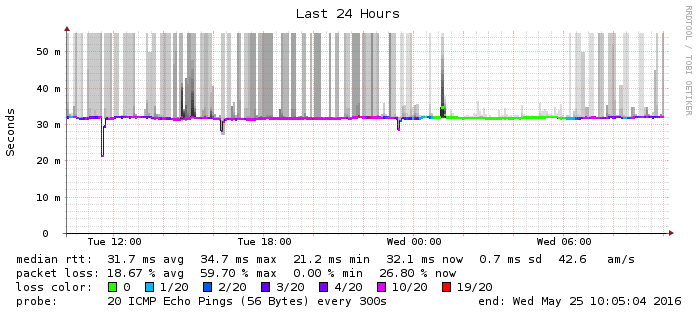 Last 24 Hours
RRDTOOL / TOBI OETIKER
Seconds
50 m
40 m
30 m
20 m
10 m
0
Tue 12:00 Tue 18:00 Wed 00:00 Wed 06:00
median rtt: 31.7 ms avg 34.7 ms max 21.2 ms min 32.1 ms now 0.7 ms sd 42.6 am/s
packet loss: 18.67 % avg 59.70 % max 0.00 % min 26.80 % now
loss color: 0 1/20 2/20 3/20 4/20 10/20 19/20
probe: 20 ICMP Echo Pings (56 Bytes) every 300s end: Wed May 25 10:05:04 2016